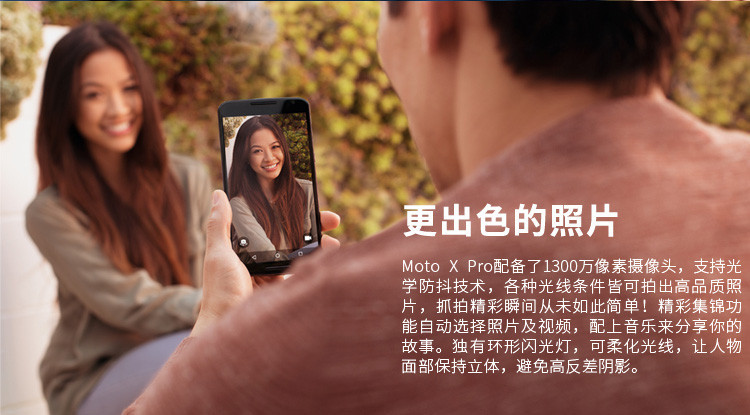 更出色的照片
Moto X Pro配备了1300万像素摄像头，支持光
学防抖技术，各种光线条件皆可拍出高品质照
片，抓拍精彩瞬间从未如此简单！精彩集锦功
能自动选择照片及视频，配上音乐来分享你的
故事。独有环形闪光灯，可柔化光线，让人物
面部保持立体，避免高反差阴影。